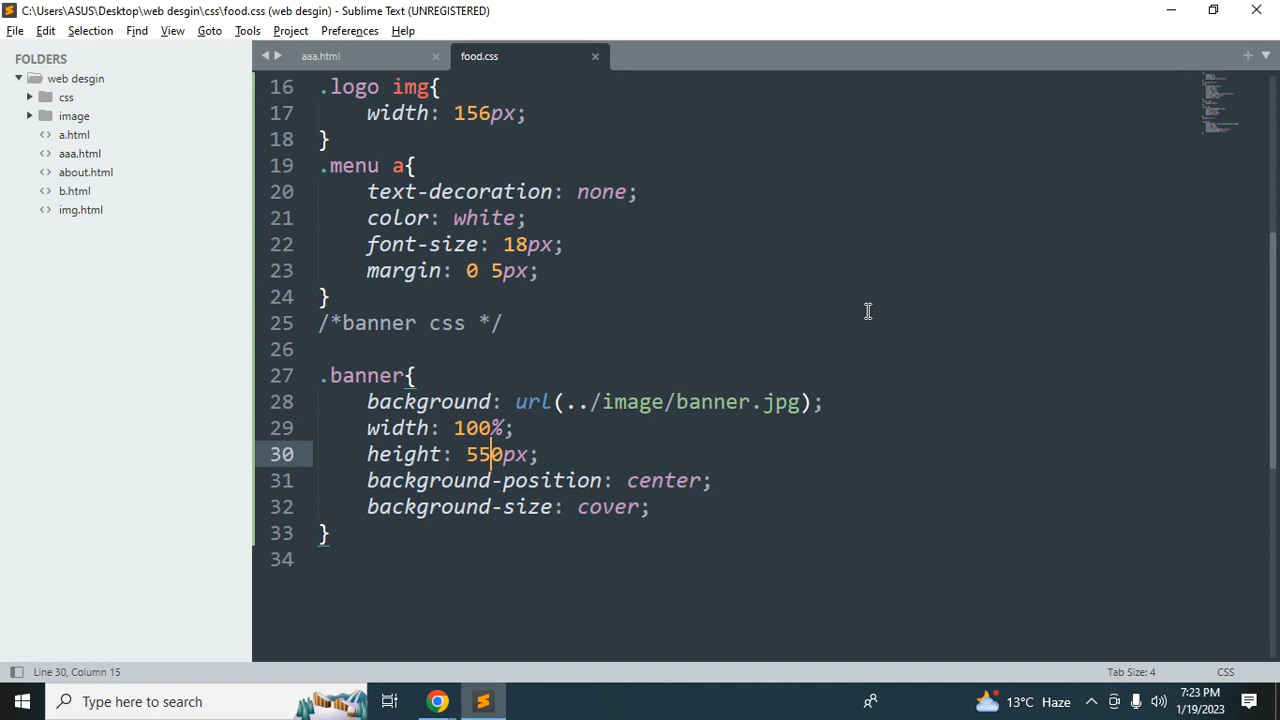 C:\Users\ASUS\Desktop\web desgin\css\food.css (web desgin) - Sublime Text (UNREGISTERED)
File Edit Selection Find View Goto Tools Project Preferences Help
FOLDERS
web desgin
css
image
a.html
aaa.html
about.html
b.html
img.html
aaa.html
food.css
16 .logo img{
17 width: 156px;
18 }
19 .menu a{
20 text-decoration: none;
21 color: white;
22 font-size: 18px;
23 margin: 0 5px;
24 }
25 /*banner css */
26
27 .banner{
28 background: url(../image/banner.jpg);
29 width: 100%;
30 height: 550px;
31 background-position: center;
32 background-size: cover;
33 }
34
Line 30, Column 15
Tab Size: 4
CSS
Type here to search
13°C Haze
7:23 PM
1/19/2023